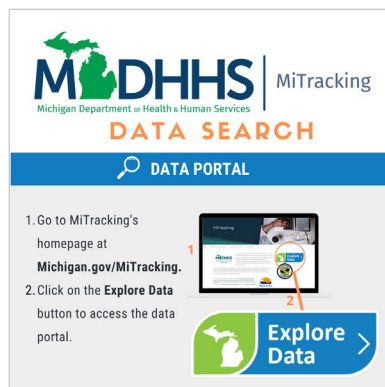 MDHHS
MiTracking
Michigan Department of Health & Human Services
DATA SEARCH
DATA PORTAL
1. Go to MiTracking's
homepage at
Michigan.gov/MiTracking.
2. Click on the Explore Data
button to access the data
portal.
1
2
Explore
Data